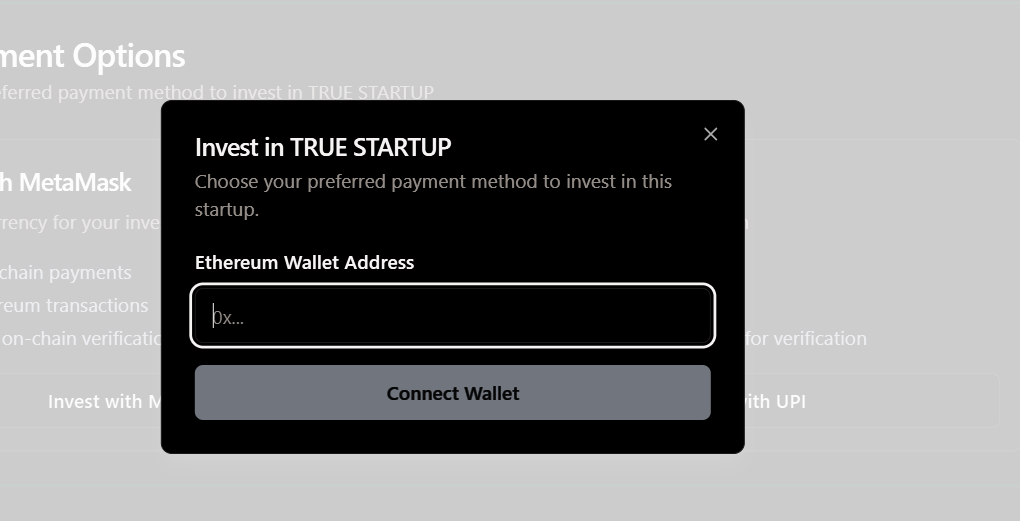 ment Options
eferred payment method to invest in TRUE STARTUP
Invest in TRUE STARTUP
Choose your preferred payment method to invest in this
startup.
h MetaMask
rrency for your inve
Ethereum Wallet Address
chain payments
reum transactions
0x...
on-chain verificatio
for verification
Connect Wallet
Invest with M
with UPI